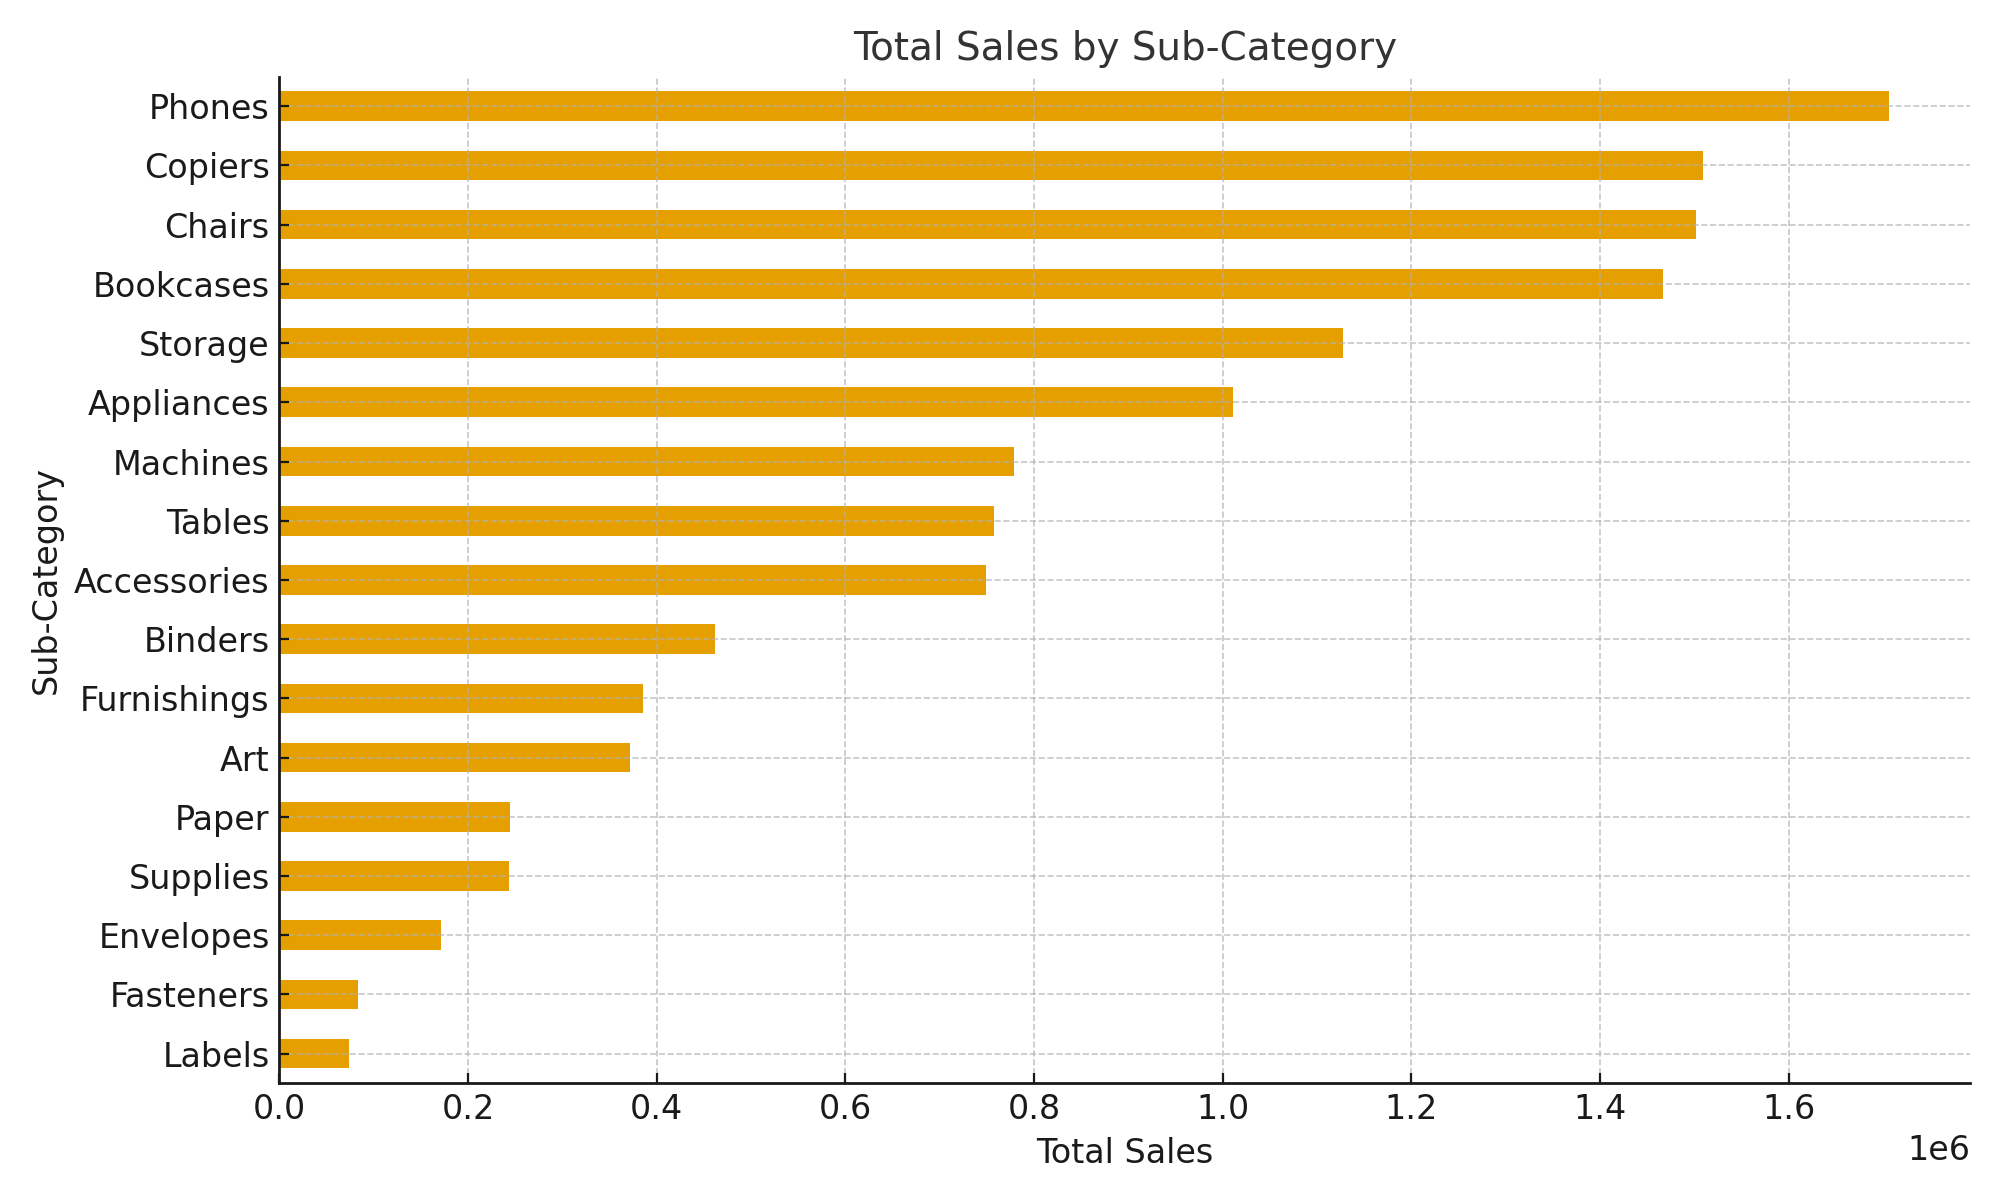 Total Sales by Sub-Category
Phones
Copiers
Chairs
Bookcases
Storage
Appliances
Machines
Tables
Accessories
Binders
Furnishings
Art
Paper
Supplies
Envelopes
Fasteners
Labels
Sub-Category
0.0 0.2 0.4 0.6 0.8 1.0 1.2 1.4 1.6
Total Sales
1e6